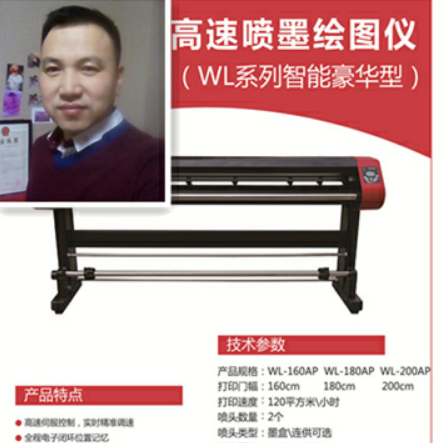 高速喷墨绘图仪
（WL系列智能豪华型）
技术参数
产品规格：WL-160AP WL-180AP WL-200AP
打印门幅：160cm 180cm 200cm
打印速度：120平方米\小时
喷头数量：2个
喷头类型：墨盒\连供可选
产品特点
● 高速伺服控制，实时精准调速
● 全程电子闭环位置记忆